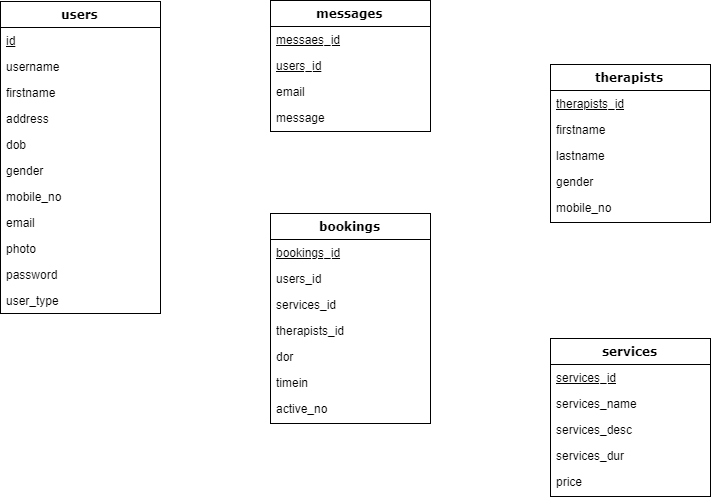 users
id
username
firstname
address
dob
gender
mobile_no
email
photo
password
user_type
messages
messaes_id
users_id
email
message
bookings
bookings_id
users_id
services_id
therapists_id
dor
timein
active_no
therapists
therapists_id
firstname
lastname
gender
mobile_no
services
services_id
services_name
services_desc
services_dur
price